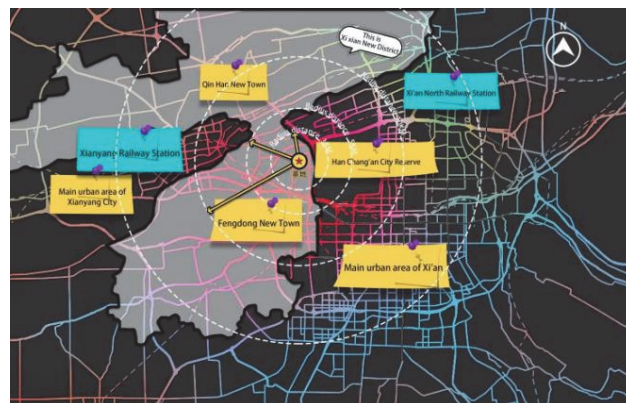 This is
Xi xian New District
N
Qin Han New Town
Xi'an North Railway Station
Xianyang Railway Station
Han Chang'an City Reserve
Main urban area of
Xianyang City
Fengdong New Town
Main urban area of Xi'an